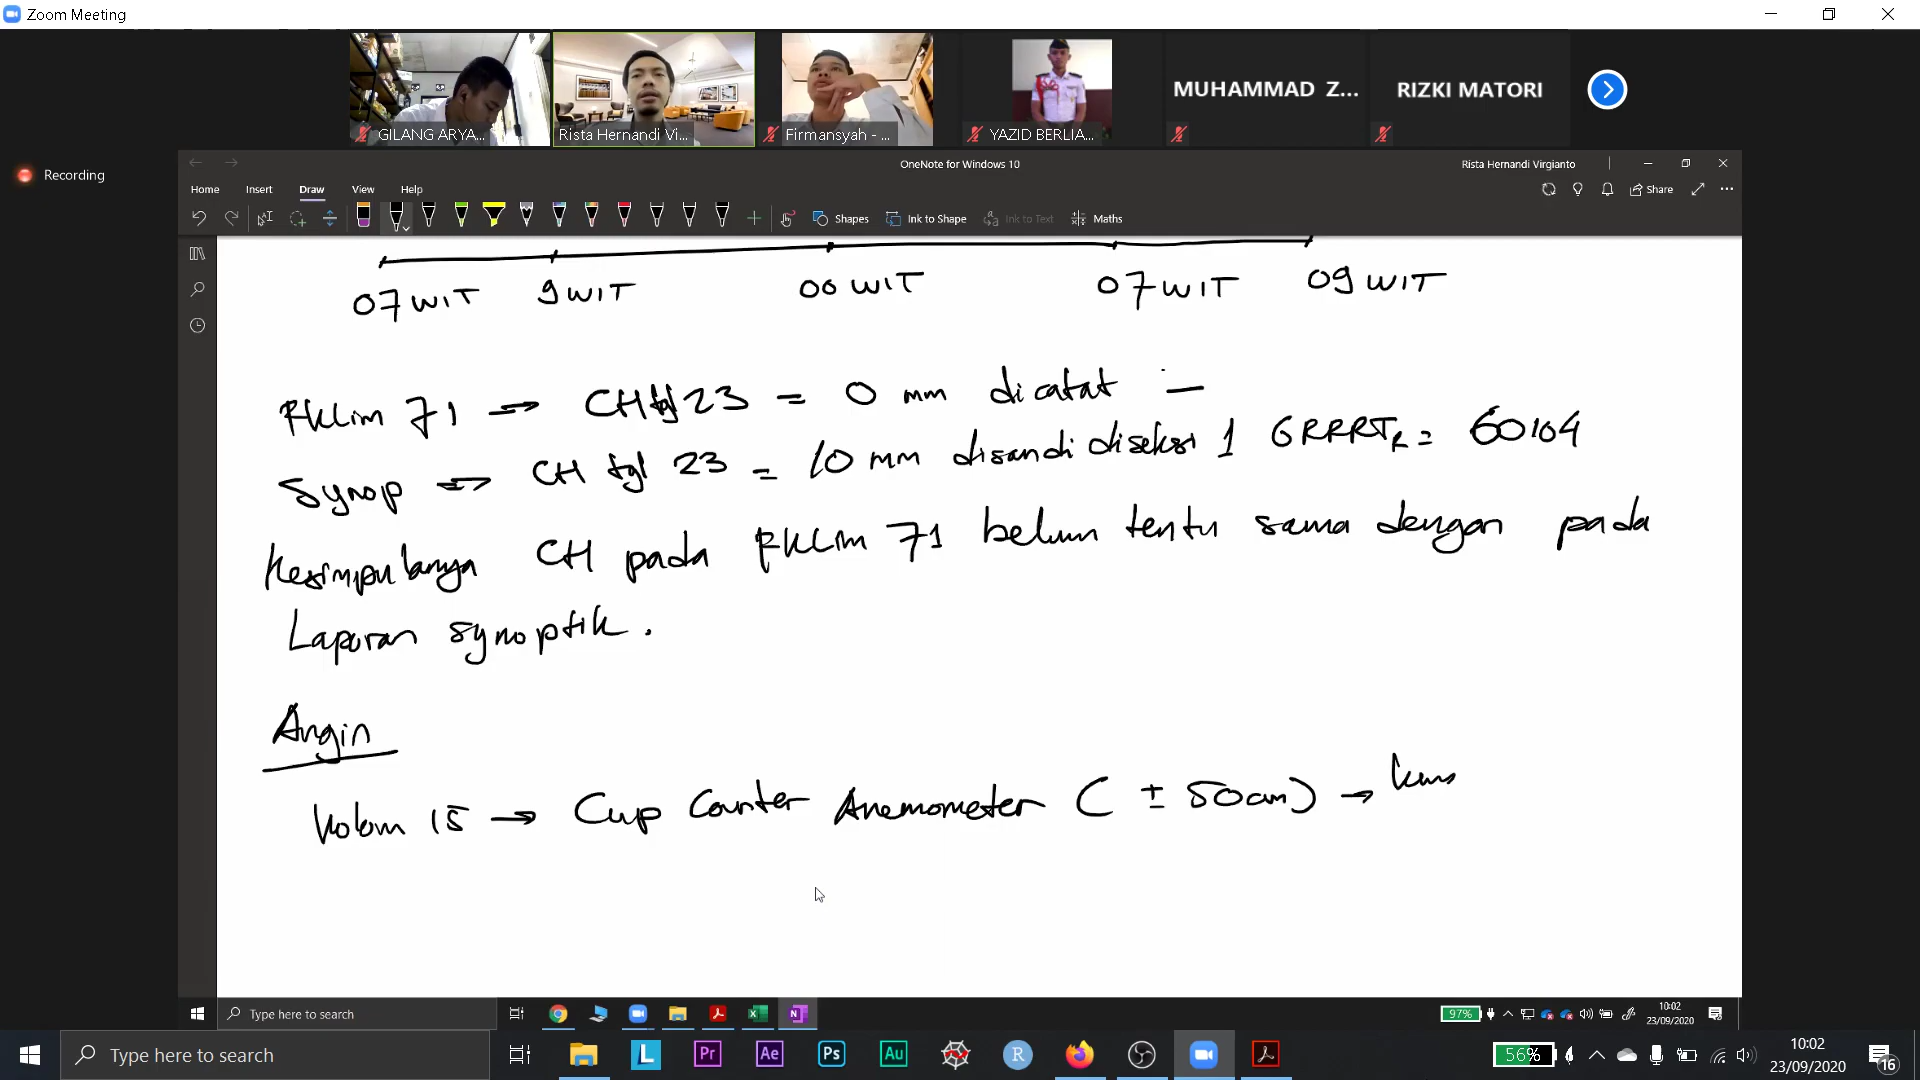 Zoom Meeting
GILANG ARYA...
Rista Hernandi Vi...
Firmansyah - ...
YAZID BERLIA...
MUHAMMAD Z...
RIZKI MATORI
Recording
OneNote for Windows 10
Rista Hernandi Virgianto
Home Insert Draw View Help
Share
Shapes
Ink to Shape
Ink to Text
Maths
07 WIT 9 WIT 00 WIT 07 WIT 09 WIT
FKlim 71 → CH tgl 23 = 0 mm dicatat : —
Synop → CH tgl 23 = 10 mm disandi diseksi 1 6RRRTR = 60104
Kesimpulanya CH pada FKlim 71 belum tentu sama dengan pada
Laporan synoptik.
Angin
Kolom 15 → Cup Counter Anemometer ( ± 50 cm) →
Type here to search
97%
10:02
23/09/2020
Type here to search
56%
10:02
23/09/2020
16